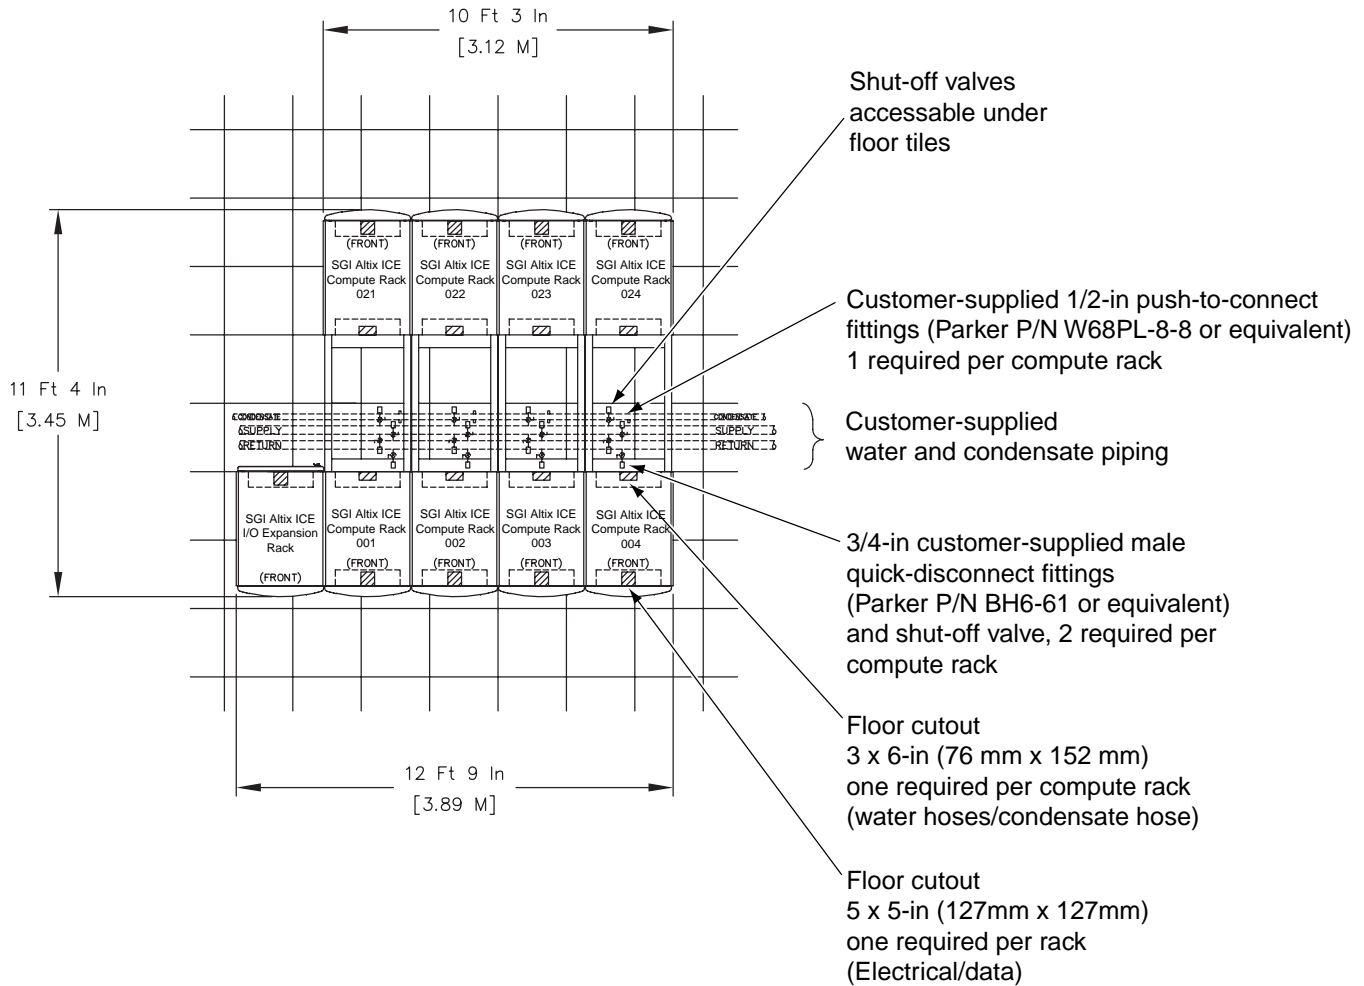 10 Ft 3 In
[3.12 M]
Shut-off valves
accessable under
floor tiles
(FRONT) (FRONT) (FRONT) (FRONT)
SGI Altix ICE SGI Altix ICE SGI Altix ICE SGI Altix ICE
Compute Rack Compute Rack Compute Rack Compute Rack
021 022 023 024
Customer-supplied 1/2-in push-to-connect
fittings (Parker P/N W68PL-8-8 or equivalent)
1 required per compute rack
11 Ft 4 In
[3.45 M]
CONDENSATE CONDENSATE
SUPPLY SUPPLY
RETURN RETURN
Customer-supplied
water and condensate piping
SGI Altix ICE
I/O Expansion
Rack
(FRONT)
SGI Altix ICE SGI Altix ICE SGI Altix ICE SGI Altix ICE
Compute Rack Compute Rack Compute Rack Compute Rack
001 002 003 004
(FRONT) (FRONT) (FRONT) (FRONT)
3/4-in customer-supplied male
quick-disconnect fittings
(Parker P/N BH6-61 or equivalent)
and shut-off valve, 2 required per
compute rack
12 Ft 9 In
[3.89 M]
Floor cutout
3 x 6-in (76 mm x 152 mm)
one required per compute rack
(water hoses/condensate hose)
Floor cutout
5 x 5-in (127mm x 127mm)
one required per rack
(Electrical/data)